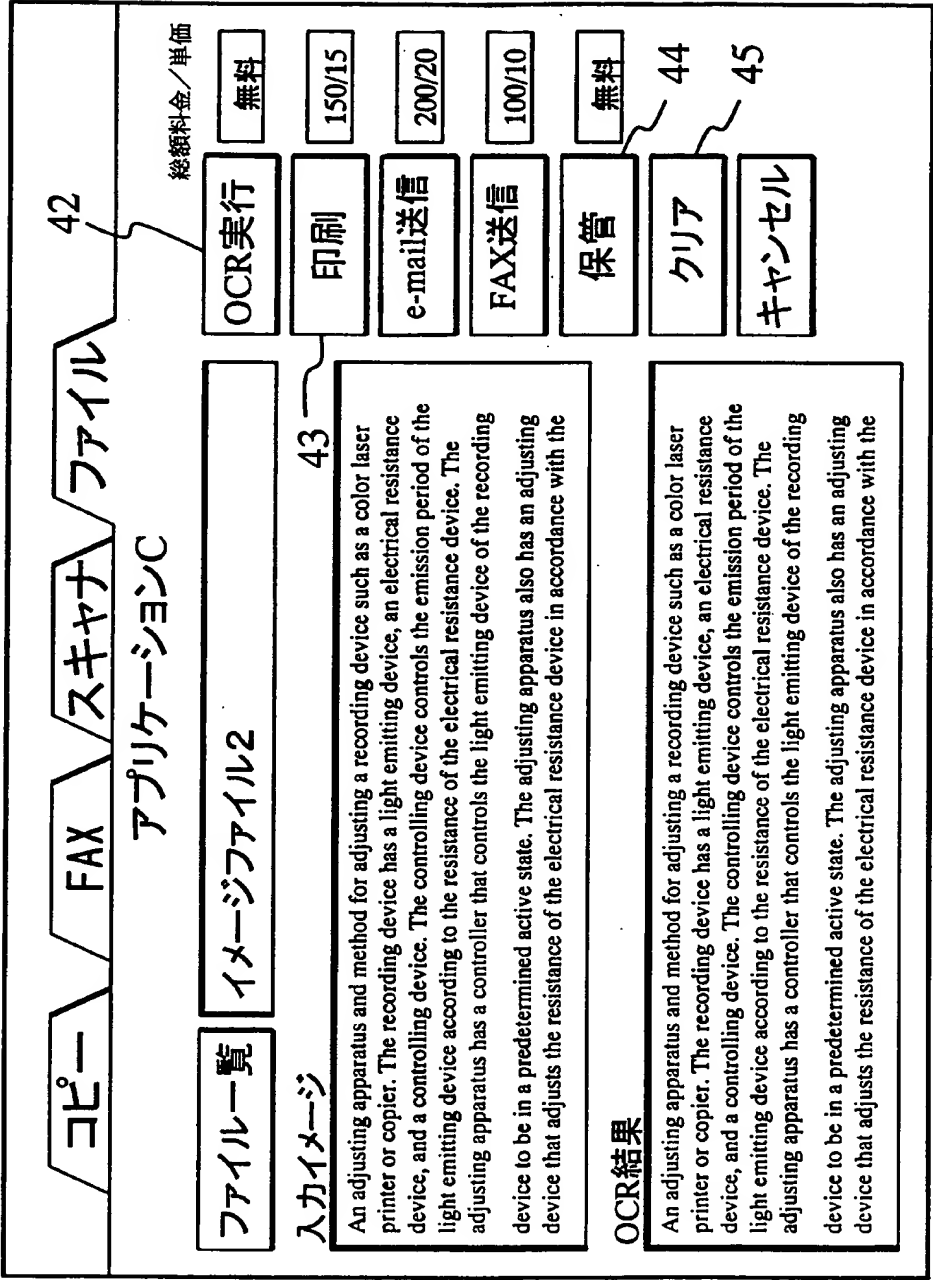 コピー
FAX
スキャナ
ファイル
アプリケーションC
ファイル一覧
イメージファイル2
42
総額料金／単価
OCR実行
無料
入力イメージ
43
印刷
150/15
An adjusting apparatus and method for adjusting a recording device such as a color laser
printer or copier. The recording device has a light emitting device, an electrical resistance
device, and a controlling device. The controlling device controls the emission period of the
light emitting device according to the resistance of the electrical resistance device. The
adjusting apparatus has a controller that controls the light emitting device of the recording
device to be in a predetermined active state. The adjusting apparatus also has an adjusting
device that adjusts the resistance of the electrical resistance device in accordance with the
e-mail送信
200/20
FAX送信
100/10
保管
無料
44
OCR結果
An adjusting apparatus and method for adjusting a recording device such as a color laser
printer or copier. The recording device has a light emitting device, an electrical resistance
device, and a controlling device. The controlling device controls the emission period of the
light emitting device according to the resistance of the electrical resistance device. The
adjusting apparatus has a controller that controls the light emitting device of the recording
device to be in a predetermined active state. The adjusting apparatus also has an adjusting
device that adjusts the resistance of the electrical resistance device in accordance with the
クリア
45
キャンセル